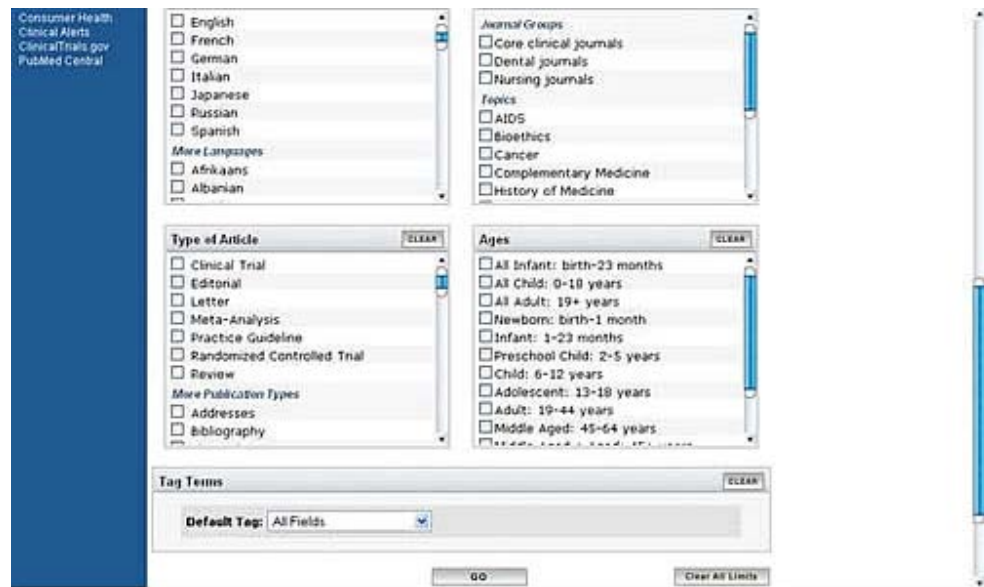 Consumer Health
Clinical Alerts
ClinicalTrials.gov
PubMed Central
English
French
German
Italian
Japanese
Russian
Spanish
More Languages
Afrikaans
Albanian
Journal Groups
Core clinical journals
Dental journals
Nursing journals
Topics
AIDS
Bioethics
Cancer
Complementary Medicine
History of Medicine
Type of Article CLEAR
Clinical Trial
Editorial
Letter
Meta-Analysis
Practice Guideline
Randomized Controlled Trial
Review
More Publication Types
Addresses
Bibliography
Ages CLEAR
All Infant: birth-23 months
All Child: 0-18 years
All Adult: 19+ years
Newborn: birth-1 month
Infant: 1-23 months
Preschool Child: 2-5 years
Child: 6-12 years
Adolescent: 13-18 years
Adult: 19-44 years
Middle Aged: 45-64 years
Tag Terms CLEAR
Default Tag: All Fields
GO Clear All Limits